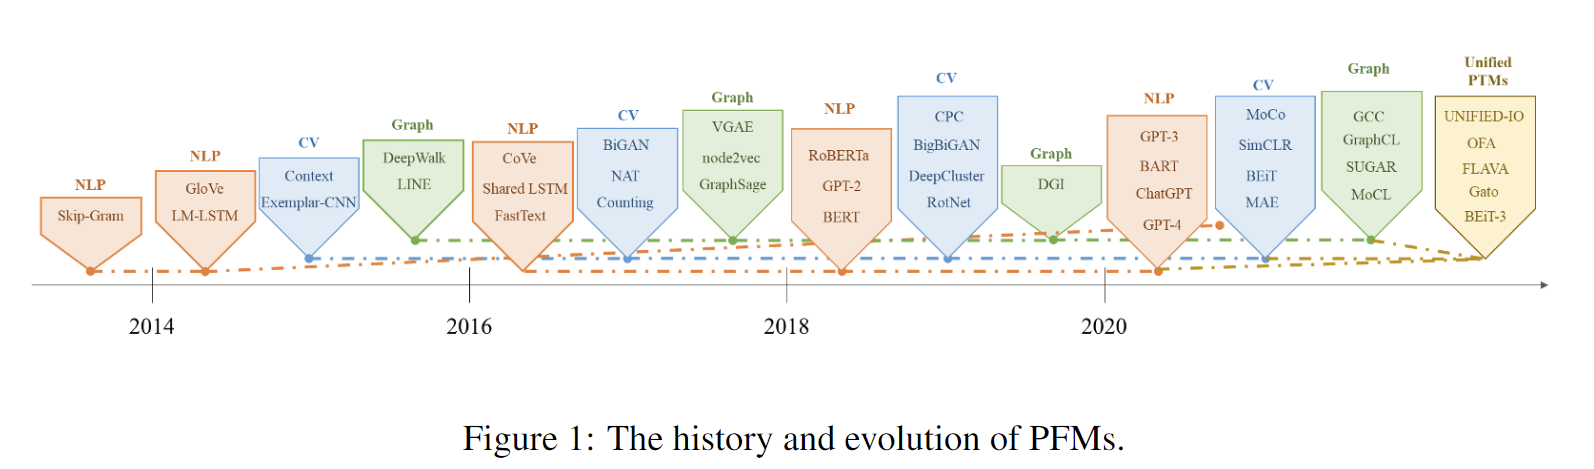 NLP
Skip-Gram
NLP
GloVe
LM-LSTM
CV
Context
Exemplar-CNN
Graph
DeepWalk
LINE
NLP
CoVe
Shared LSTM
FastText
CV
BiGAN
NAT
Counting
Graph
VGAE
node2vec
GraphSage
NLP
RoBERTa
GPT-2
BERT
CV
CPC
BigBiGAN
DeepCluster
RotNet
Graph
DGI
NLP
GPT-3
BART
ChatGPT
GPT-4
CV
MoCo
SimCLR
BEiT
MAE
Graph
GCC
GraphCL
SUGAR
MoCL
Unified
PTMs
UNIFIED-IO
OFA
FLAVA
Gato
BEiT-3
2014
2016
2018
2020
Figure 1: The history and evolution of PFMs.